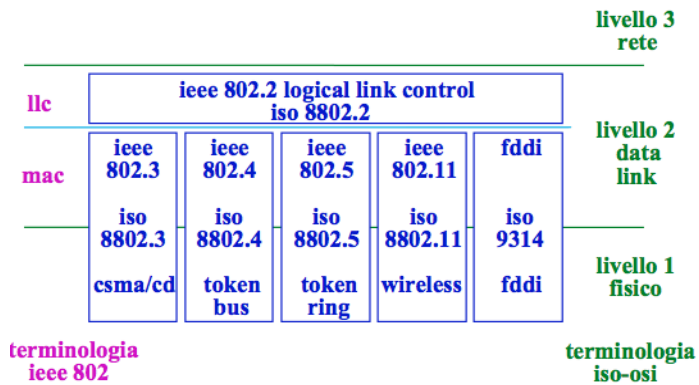 livello 3
rete
llc
ieee 802.2 logical link control
iso 8802.2
livello 2
data
link
mac
ieee
802.3
iso
8802.3
csma/cd
ieee
802.4
iso
8802.4
token
bus
ieee
802.5
iso
8802.5
token
ring
ieee
802.11
iso
8802.11
wireless
fddi
iso
9314
fddi
livello 1
fisico
terminologia
ieee 802
terminologia
iso-osi